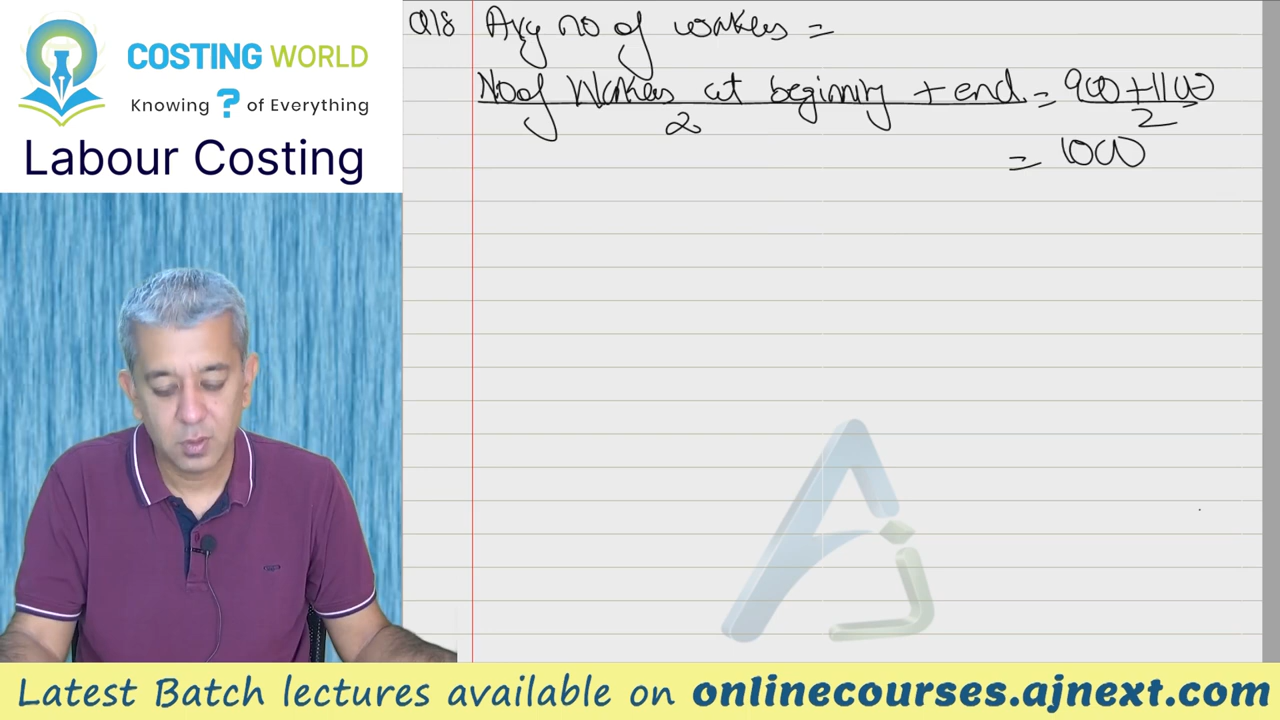 COSTING WORLD
Knowing ? of Everything
Labour Costing
Q18 Avg no of workers =
No of Workers at beginning + end = 900 + 1100
2 2
= 1000
Latest Batch lectures available on onlinecourses.ajnext.com